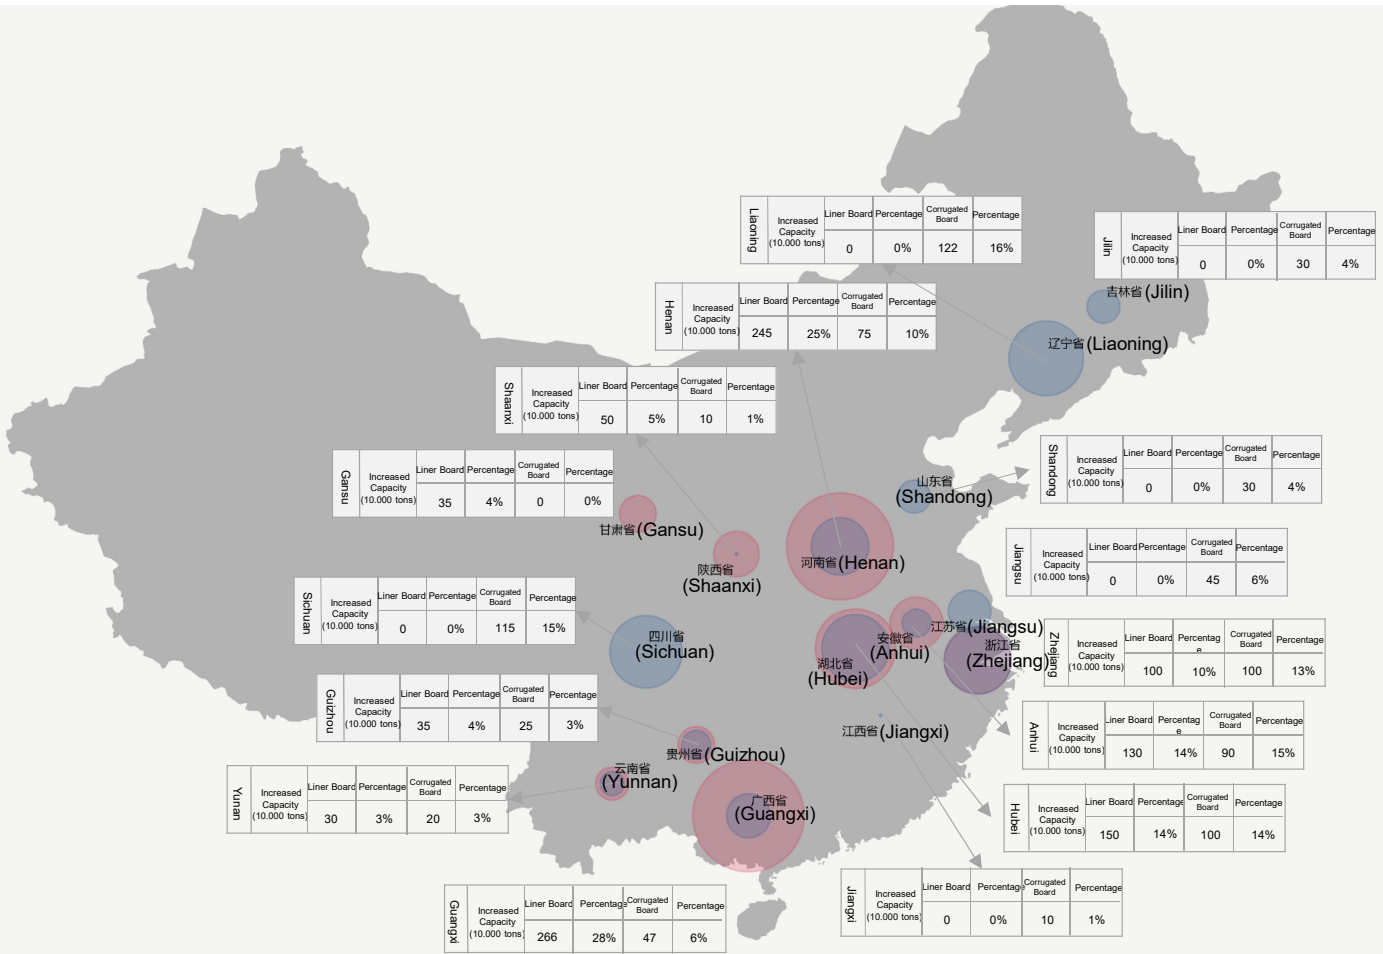 Liaoning
Increased
Capacity
(10.000 tons)
Liner Board Percentage Corrugated Board Percentage
0 0% 122 16%
Jilin
Increased
Capacity
(10.000 tons)
Liner Board Percentage Corrugated Board Percentage
0 0% 30 4%
吉林省(Jilin)
Henan
Increased
Capacity
(10.000 tons)
Liner Board Percentage Corrugated Board Percentage
245 25% 75 10%
辽宁省(Liaoning)
Shaanxi
Increased
Capacity
(10.000 tons)
Liner Board Percentage Corrugated Board Percentage
50 5% 10 1%
Gansu
Increased
Capacity
(10.000 tons)
Liner Board Percentage Corrugated Board Percentage
35 4% 0 0%
Shandong
Increased
Capacity
(10.000 tons)
Liner Board Percentage Corrugated Board Percentage
0 0% 30 4%
山东省
(Shandong)
甘肃省(Gansu)
陕西省
(Shaanxi)
河南省(Henan)
Jiangsu
Increased
Capacity
(10.000 tons)
Liner Board Percentage Corrugated Board Percentage
0 0% 45 6%
Sichuan
Increased
Capacity
(10.000 tons)
Liner Board Percentage Corrugated Board Percentage
0 0% 115 15%
四川省
(Sichuan)
江苏省(Jiangsu)
安徽省
(Anhui)
浙江省
(Zhejiang)
湖北省
(Hubei)
Zhejiang
Increased
Capacity
(10.000 tons)
Liner Board Percentage Corrugated Board Percentage
100 10% 100 13%
Guizhou
Increased
Capacity
(10.000 tons)
Liner Board Percentage Corrugated Board Percentage
35 4% 25 3%
江西省(Jiangxi)
Anhui
Increased
Capacity
(10.000 tons)
Liner Board Percentage Corrugated Board Percentage
130 14% 90 15%
贵州省(Guizhou)
云南省
(Yunnan)
Yunan
Increased
Capacity
(10.000 tons)
Liner Board Percentage Corrugated Board Percentage
30 3% 20 3%
广西省
(Guangxi)
Hubei
Increased
Capacity
(10.000 tons)
Liner Board Percentage Corrugated Board Percentage
150 14% 100 14%
Jiangxi
Increased
Capacity
(10.000 tons)
Liner Board Percentage Corrugated Board Percentage
0 0% 10 1%
Guangxi
Increased
Capacity
(10.000 tons)
Liner Board Percentage Corrugated Board Percentage
266 28% 47 6%